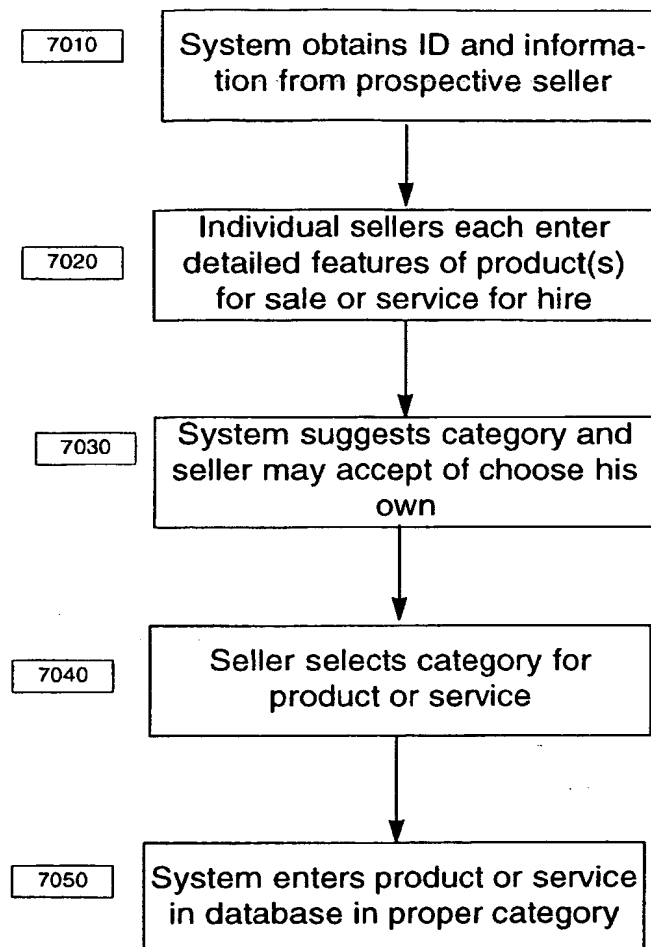 7010
System obtains ID and informa-
tion from prospective seller
7020
Individual sellers each enter
detailed features of product(s)
for sale or service for hire
7030
System suggests category and
seller may accept of choose his
own
7040
Seller selects category for
product or service
7050
System enters product or service
in database in proper category